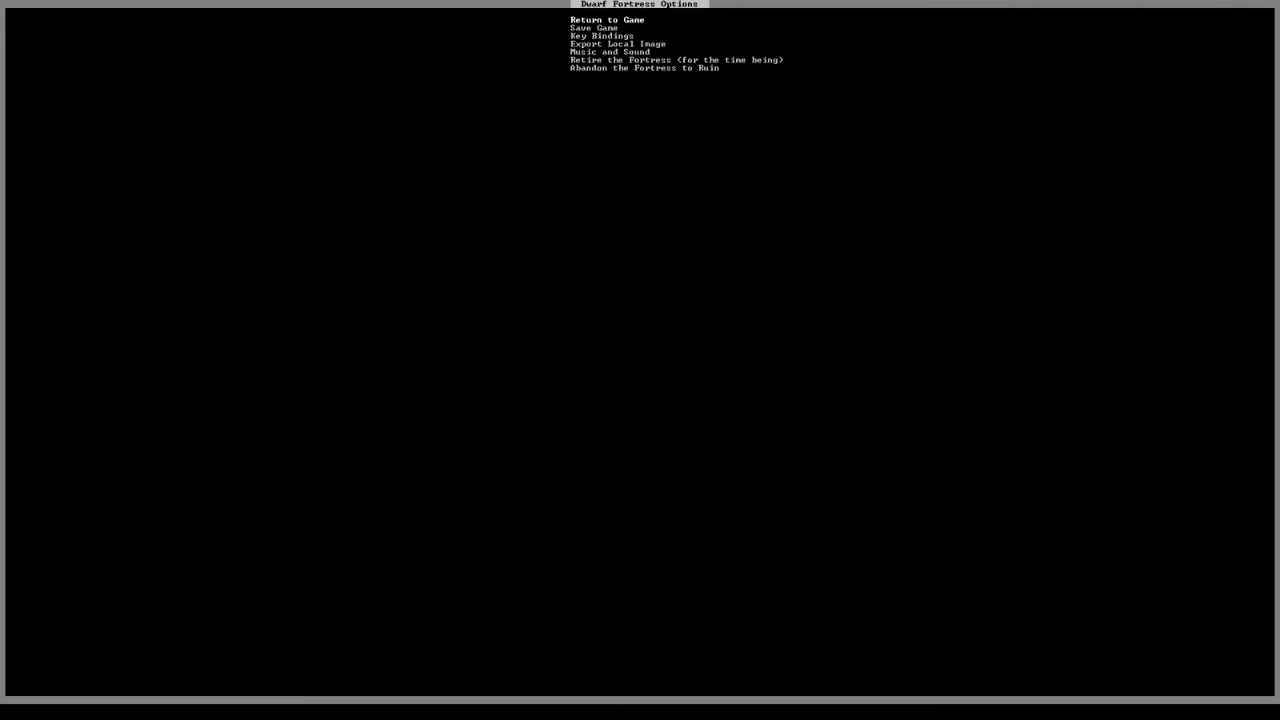 Dwarf Fortress Options
Return to Game
Save Game
Key Bindings
Export Local Image
Music and Sound
Retire the Fortress (for the time being)
Abandon the Fortress to Ruin